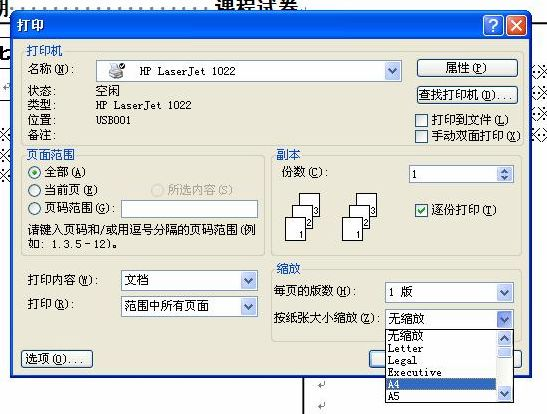 课程试卷
打印
打印机
名称(N): HP LaserJet 1022 属性(P)
状态: 空闲 查找打印机(D)...
类型: HP LaserJet 1022
位置: USB001 打印到文件(L)
备注: 手动双面打印(X)
页面范围
全部(A)
当前页(E) 所选内容(S)
页码范围(G):
请键入页码和/或用逗号分隔的页码范围(例
如: 1.3.5-12)。
副本
份数(C): 1
1 2 3 1 2 3 逐份打印(T)
打印内容(W): 文档
打印(R): 范围中所有页面
缩放
每页的版数(H): 1 版
按纸张大小缩放(Z): 无缩放
无缩放
Letter
Legal
Executive
A4
A5
选项(O)...